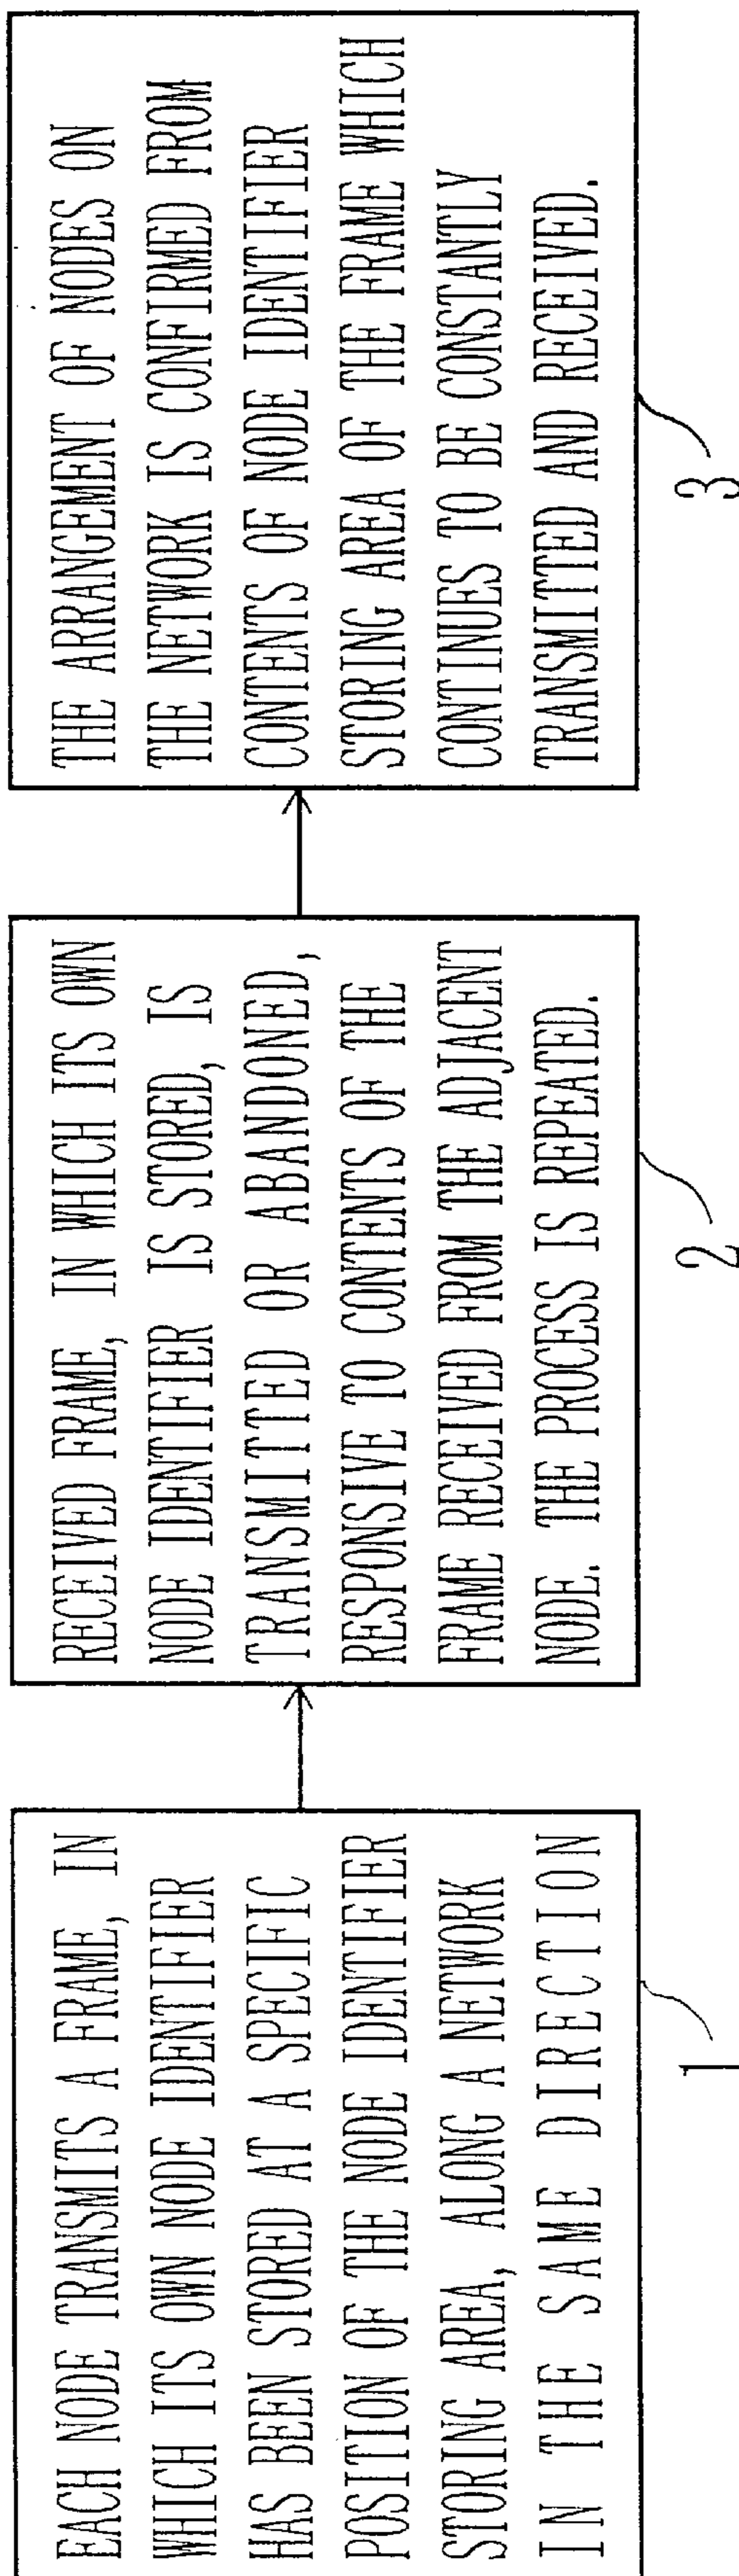 EACH NODE TRANSMITS A FRAME, IN
WHICH ITS OWN NODE IDENTIFIER
HAS BEEN STORED AT A SPECIFIC
POSITION OF THE NODE IDENTIFIER
STORING AREA, ALONG A NETWORK
IN THE SAME DIRECTION
1
RECEIVED FRAME, IN WHICH ITS OWN
NODE IDENTIFIER IS STORED, IS
TRANSMITTED OR ABANDONED,
RESPONSIVE TO CONTENTS OF THE
FRAME RECEIVED FROM THE ADJACENT
NODE. THE PROCESS IS REPEATED.
2
THE ARRANGEMENT OF NODES ON
THE NETWORK IS CONFIRMED FROM
CONTENTS OF NODE IDENTIFIER
STORING AREA OF THE FRAME WHICH
CONTINUES TO BE CONSTANTLY
TRANSMITTED AND RECEIVED.
3